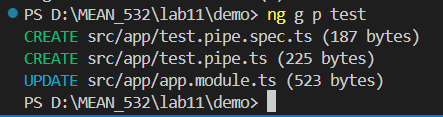 PS D:\MEAN_532\lab11\demo> ng g p test
CREATE src/app/test.pipe.spec.ts (187 bytes)
CREATE src/app/test.pipe.ts (225 bytes)
UPDATE src/app/app.module.ts (523 bytes)
PS D:\MEAN_532\lab11\demo>